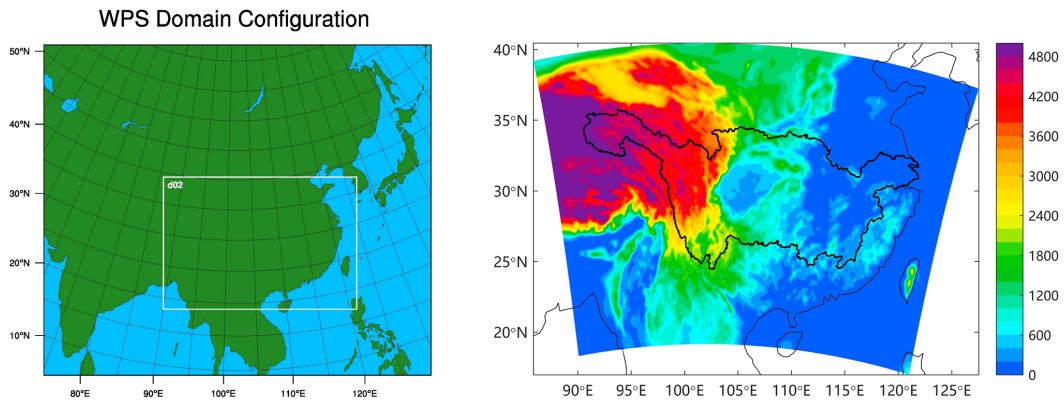 WPS Domain Configuration
50°N
40°N
30°N
20°N
10°N
d02
80°E
90°E
100°E
110°E
120°E
40°N
35°N
30°N
25°N
20°N
90°E
95°E
100°E
105°E
110°E
115°E
120°E
125°E
4800
4200
3600
3000
2400
1800
1200
600
0